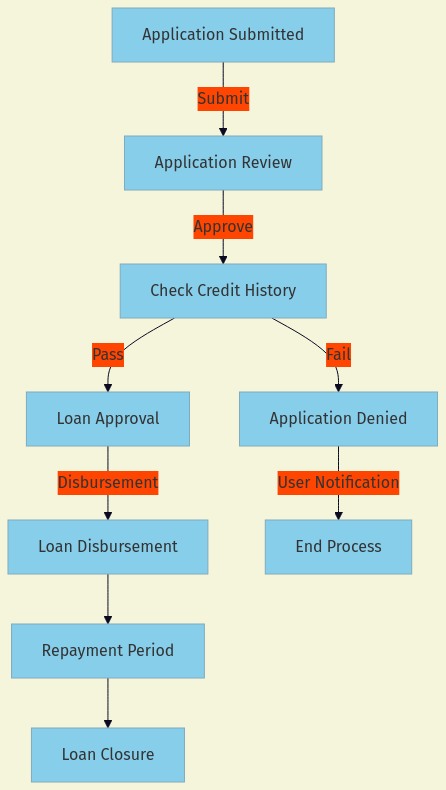 Application Submitted
Submit
Application Review
Approve
Check Credit History
Pass
Fail
Loan Approval
Application Denied
Disbursement
User Notification
Loan Disbursement
End Process
Repayment Period
Loan Closure